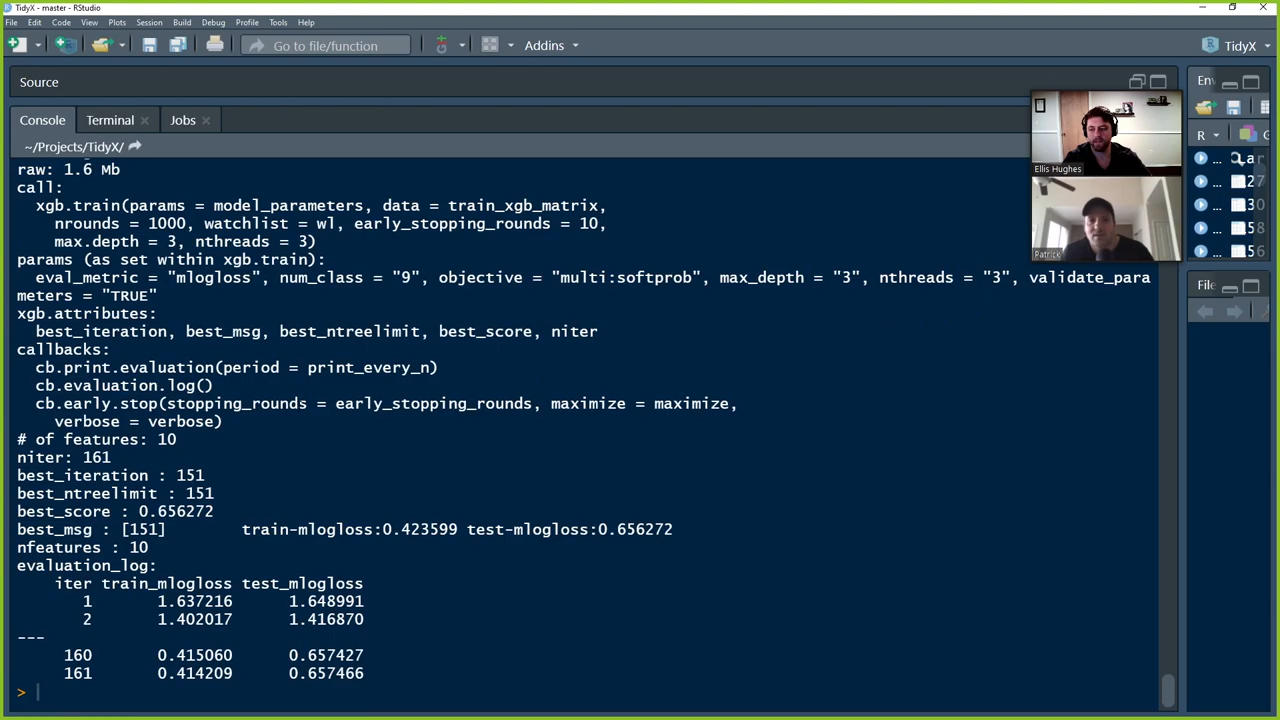 TidyX - master - RStudio
File Edit Code View Plots Session Build Debug Profile Tools Help
Go to file/function
Addins
TidyX
Source
Console Terminal Jobs
~/Projects/TidyX/
raw: 1.6 Mb
call:
xgb.train(params = model_parameters, data = train_xgb_matrix,
nrounds = 1000, watchlist = wl, early_stopping_rounds = 10,
max.depth = 3, nthreads = 3)
params (as set within xgb.train):
eval_metric = "mlogloss", num_class = "9", objective = "multi:softprob", max_depth = "3", nthreads = "3", validate_para
meters = "TRUE"
xgb.attributes:
best_iteration, best_msg, best_ntreelimit, best_score, niter
callbacks:
cb.print.evaluation(period = print_every_n)
cb.evaluation.log()
cb.early.stop(stopping_rounds = early_stopping_rounds, maximize = maximize,
verbose = verbose)
# of features: 10
niter: 161
best_iteration : 151
best_ntreelimit : 151
best_score : 0.656272
best_msg : [151] train-mlogloss:0.423599 test-mlogloss:0.656272
nfeatures : 10
evaluation_log:
iter train_mlogloss test_mlogloss
1 1.637216 1.648991
2 1.402017 1.416870
---
160 0.415060 0.657427
161 0.414209 0.657466
>
Ellis Hughes
Patrick
En
R
... 27
... 30
... 58
... 56
File